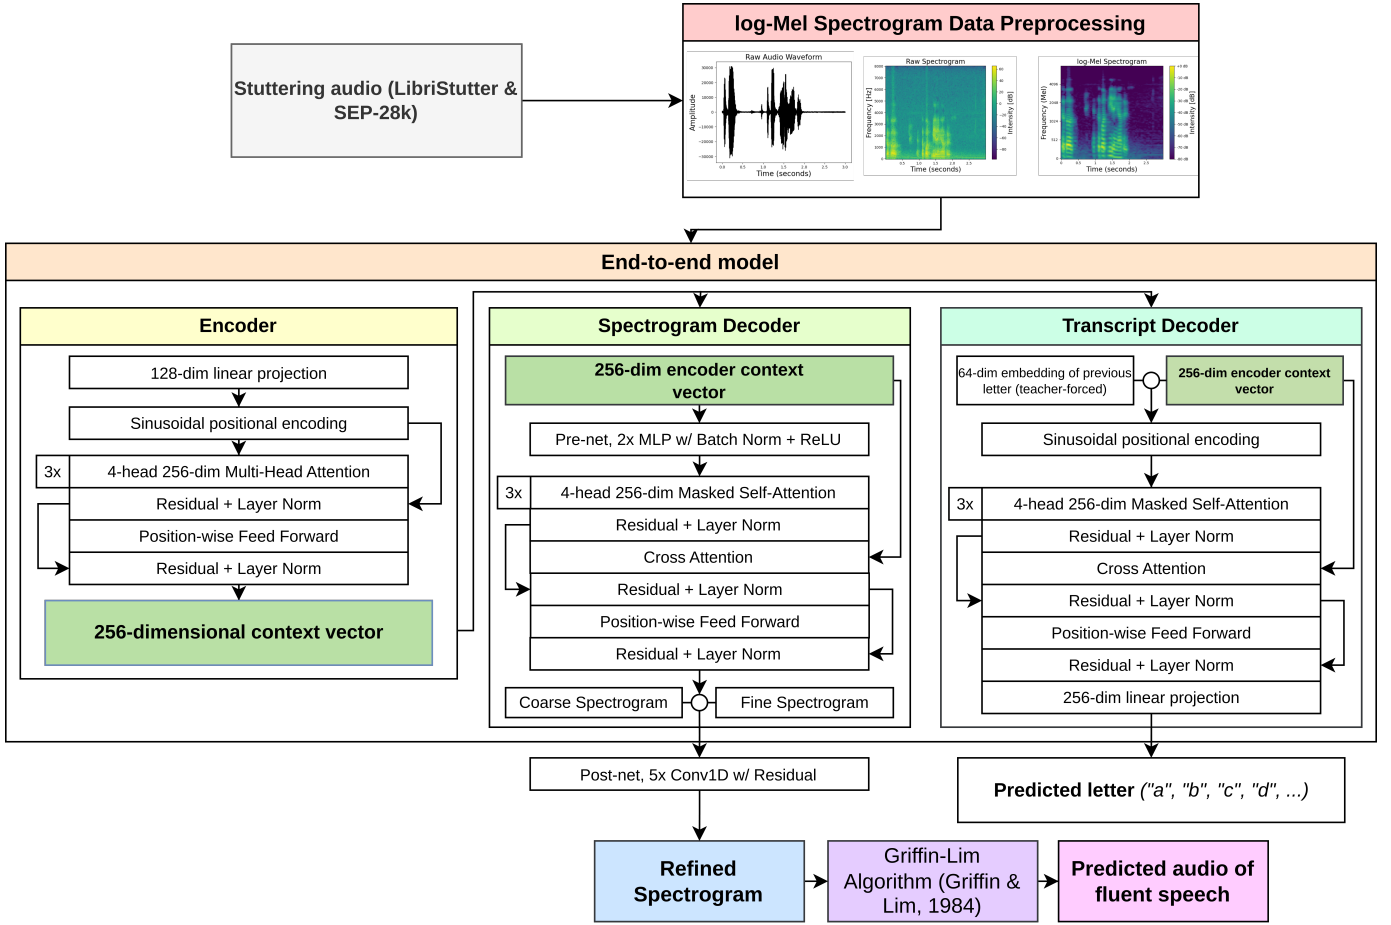 log-Mel Spectrogram Data Preprocessing
Stuttering audio (LibriStutter &
SEP-28k)
Raw Audio Waveform
Amplitude
Time (seconds)
Raw Spectrogram
Frequency [Hz]
Time (seconds)
Intensity [dB]
log-Mel Spectrogram
Frequency (Mel)
Time (seconds)
Intensity [dB]
End-to-end model
Encoder
128-dim linear projection
Sinusoidal positional encoding
3x
4-head 256-dim Multi-Head Attention
Residual + Layer Norm
Position-wise Feed Forward
Residual + Layer Norm
256-dimensional context vector
Spectrogram Decoder
256-dim encoder context
vector
Pre-net, 2x MLP w/ Batch Norm + ReLU
3x
4-head 256-dim Masked Self-Attention
Residual + Layer Norm
Cross Attention
Residual + Layer Norm
Position-wise Feed Forward
Residual + Layer Norm
Coarse Spectrogram
Fine Spectrogram
Transcript Decoder
64-dim embedding of previous
letter (teacher-forced)
256-dim encoder context
vector
Sinusoidal positional encoding
3x
4-head 256-dim Masked Self-Attention
Residual + Layer Norm
Cross Attention
Residual + Layer Norm
Position-wise Feed Forward
Residual + Layer Norm
256-dim linear projection
Post-net, 5x Conv1D w/ Residual
Predicted letter ("a", "b", "c", "d", ...)
Refined
Spectrogram
Griffin-Lim
Algorithm (Griffin &
Lim, 1984)
Predicted audio of
fluent speech